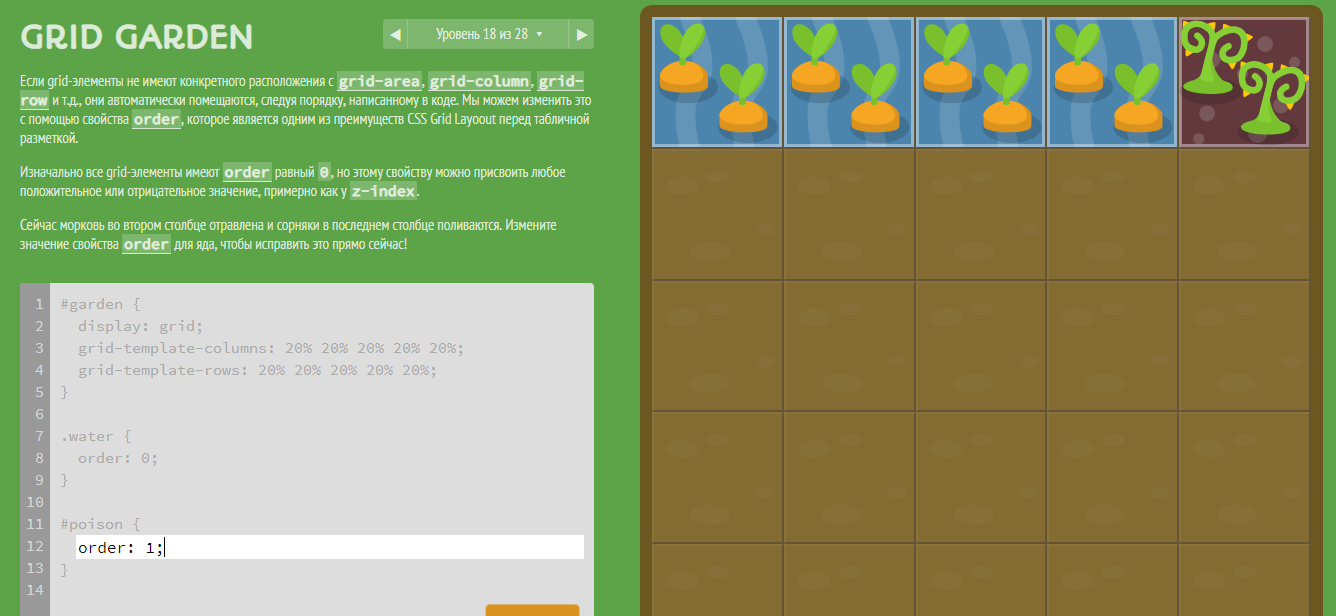 GRID GARDEN
◀ Уровень 18 из 28 ▾ ▶
Если grid-элементы не имеют конкретного расположения с grid-area, grid-column, grid-
row и т.д., они автоматически помещаются, следуя порядку, написанному в коде. Мы можем изменить это
с помощью свойства order, которое является одним из преимуществ CSS Grid Layoout перед табличной
разметкой.
Изначально все grid-элементы имеют order равный 0, но этому свойству можно присвоить любое
положительное или отрицательное значение, примерно как у z-index.
Сейчас морковь во втором столбце отравлена и сорняки в последнем столбце поливаются. Измените
значение свойства order для яда, чтобы исправить это прямо сейчас!
1 #garden {
2 display: grid;
3 grid-template-columns: 20% 20% 20% 20% 20%;
4 grid-template-rows: 20% 20% 20% 20% 20%;
5 }
6
7 .water {
8 order: 0;
9 }
10
11 #poison {
12 order: 1;
13 }
14